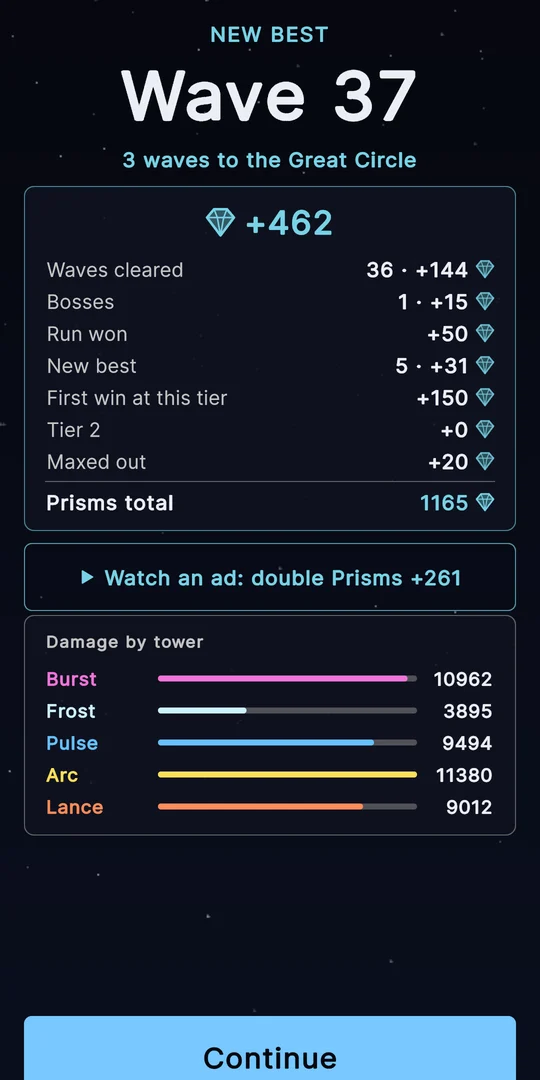 NEW BEST
Wave 37
3 waves to the Great Circle
+462
Waves cleared 36 · +144
Bosses 1 · +15
Run won +50
New best 5 · +31
First win at this tier +150
Tier 2 +0
Maxed out +20
Prisms total 1165
Watch an ad: double Prisms +261
Damage by tower
Burst 10962
Frost 3895
Pulse 9494
Arc 11380
Lance 9012
Continue